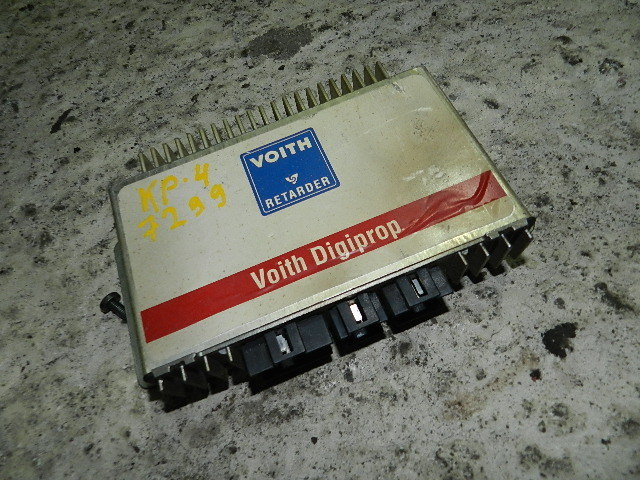 VOITH
RETARDER
KP-4
7299
Voith Digiprop